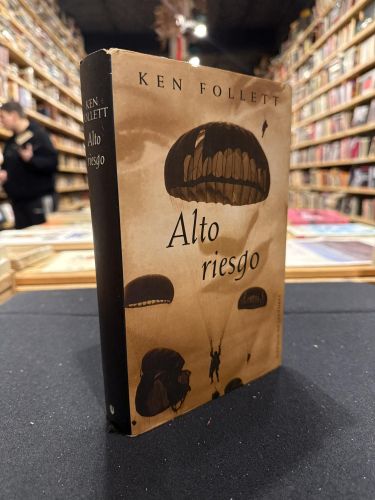 KEN FOLLETT
Alto
riesgo
KEN
FOLLETT
Alto
riesgo